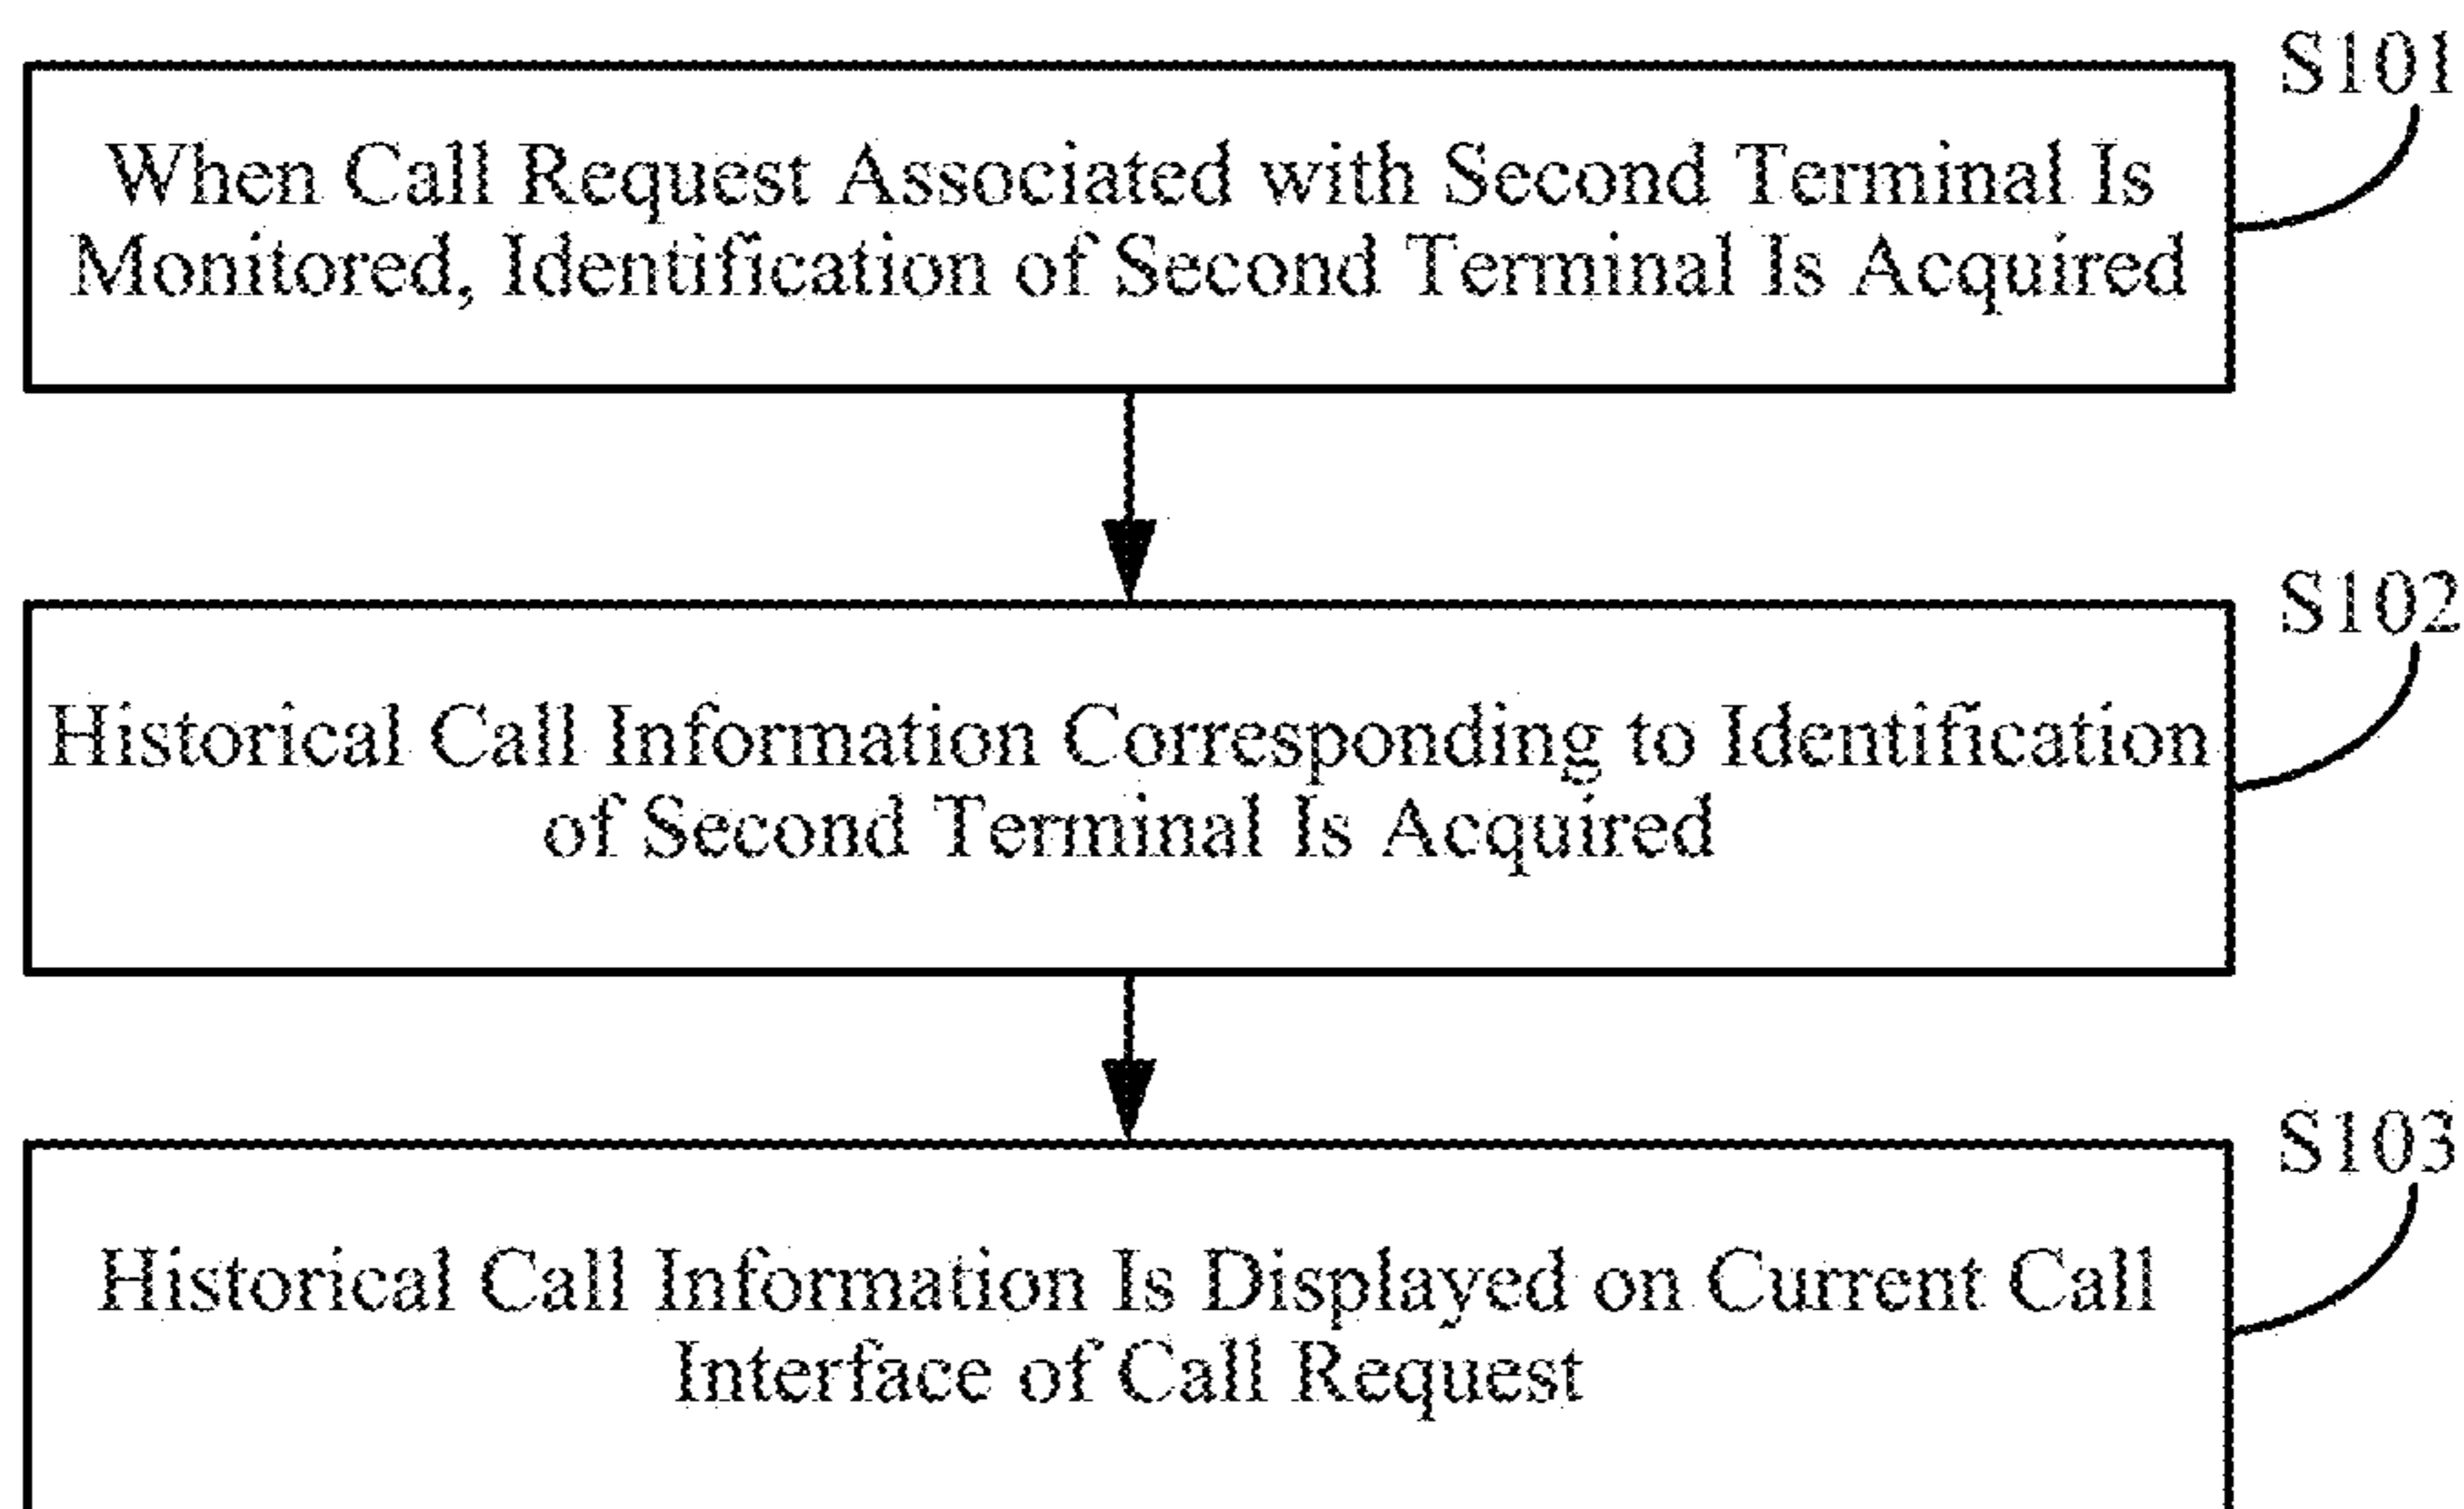 S101
When Call Request Associated with Second Terminal Is
Monitored, Identification of Second Terminal Is Acquired
S102
Historical Call Information Corresponding to Identification
of Second Terminal Is Acquired
S103
Historical Call Information Is Displayed on Current Call
Interface of Call Request